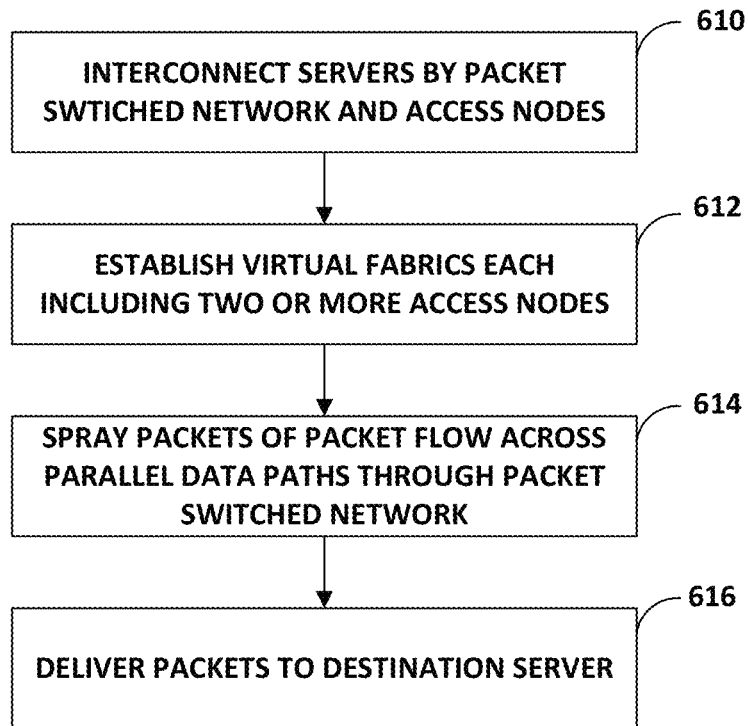 610
INTERCONNECT SERVERS BY PACKET
SWTICHED NETWORK AND ACCESS NODES
612
ESTABLISH VIRTUAL FABRICS EACH
INCLUDING TWO OR MORE ACCESS NODES
614
SPRAY PACKETS OF PACKET FLOW ACROSS
PARALLEL DATA PATHS THROUGH PACKET
SWITCHED NETWORK
616
DELIVER PACKETS TO DESTINATION SERVER